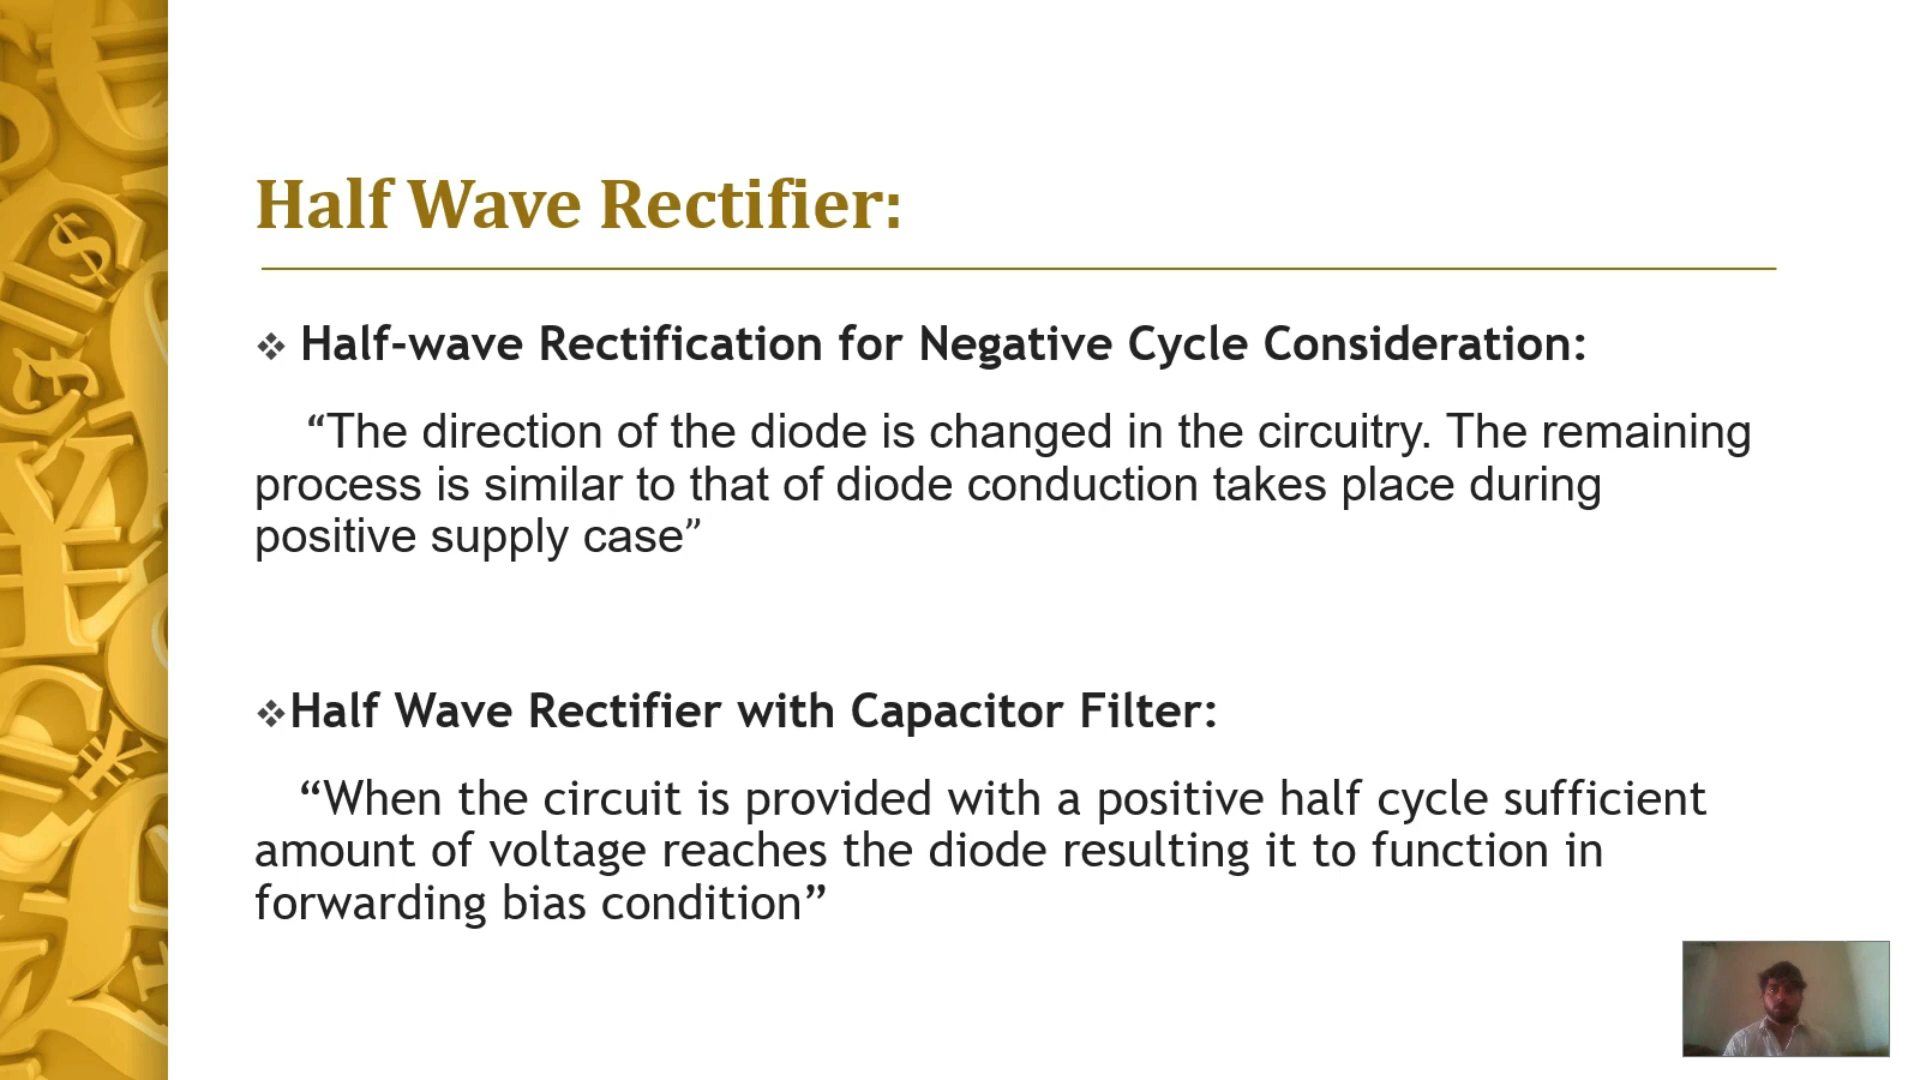 Half Wave Rectifier:
❖ Half-wave Rectification for Negative Cycle Consideration:
“The direction of the diode is changed in the circuitry. The remaining
process is similar to that of diode conduction takes place during
positive supply case”
❖Half Wave Rectifier with Capacitor Filter:
“When the circuit is provided with a positive half cycle sufficient
amount of voltage reaches the diode resulting it to function in
forwarding bias condition”